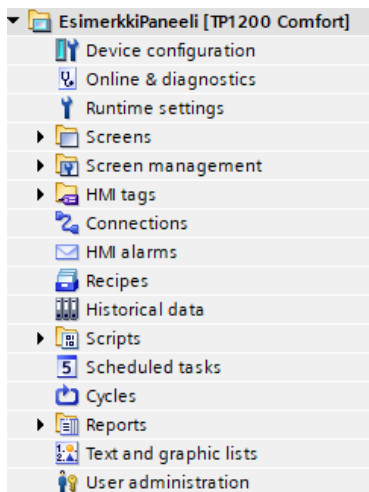 EsimerkkiPaneeli [TP1200 Comfort]
Device configuration
Online & diagnostics
Runtime settings
Screens
Screen management
HMI tags
Connections
HMI alarms
Recipes
Historical data
Scripts
5 Scheduled tasks
Cycles
Reports
Text and graphic lists
User administration